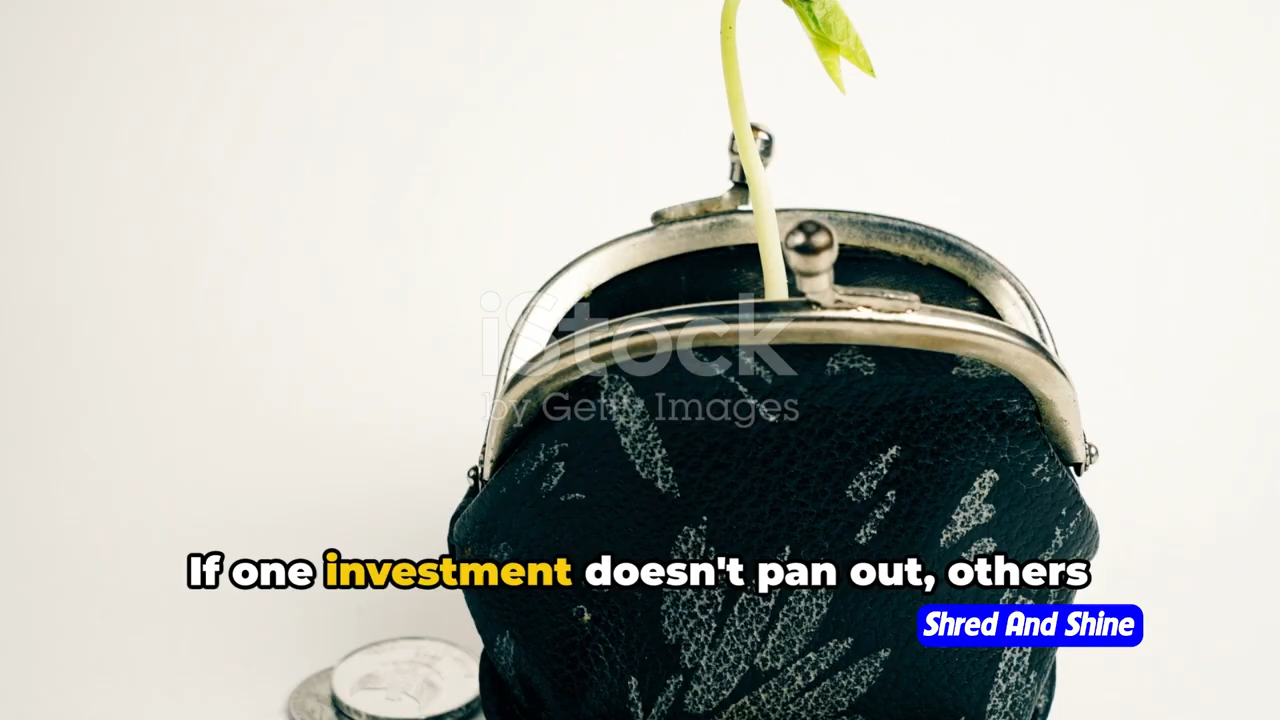 iStock
by Getty Images
If one investment doesn't pan out, others
Shred And Shine